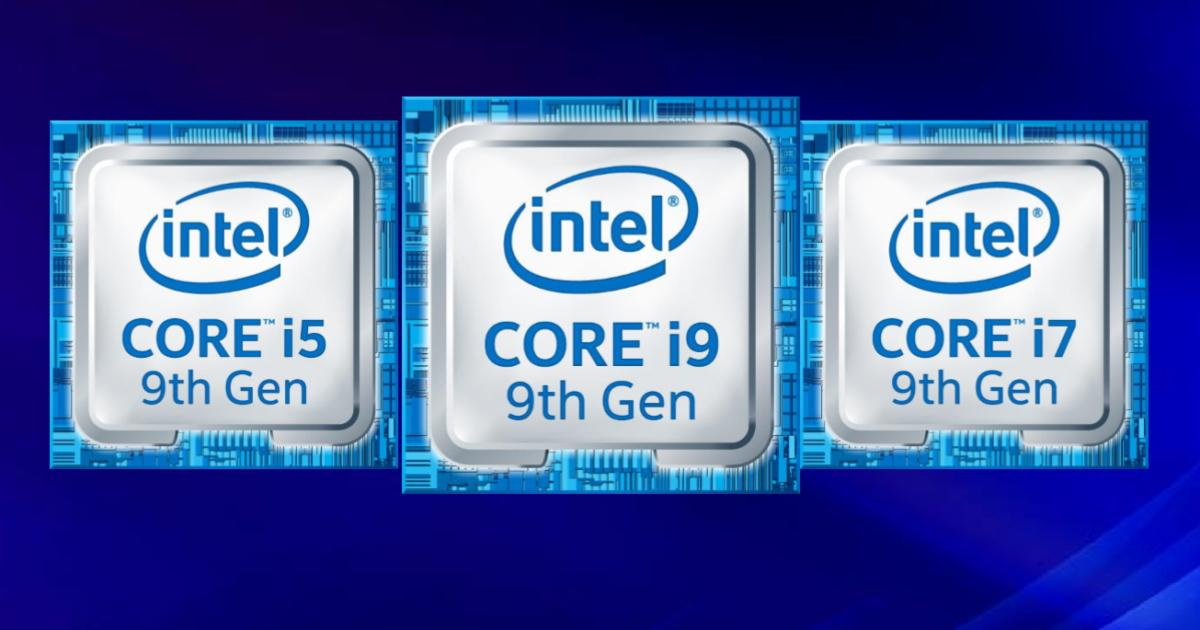 intel®
CORE™ i5
9th Gen
intel®
CORE™ i9
9th Gen
intel®
CORE™ i7
9th Gen